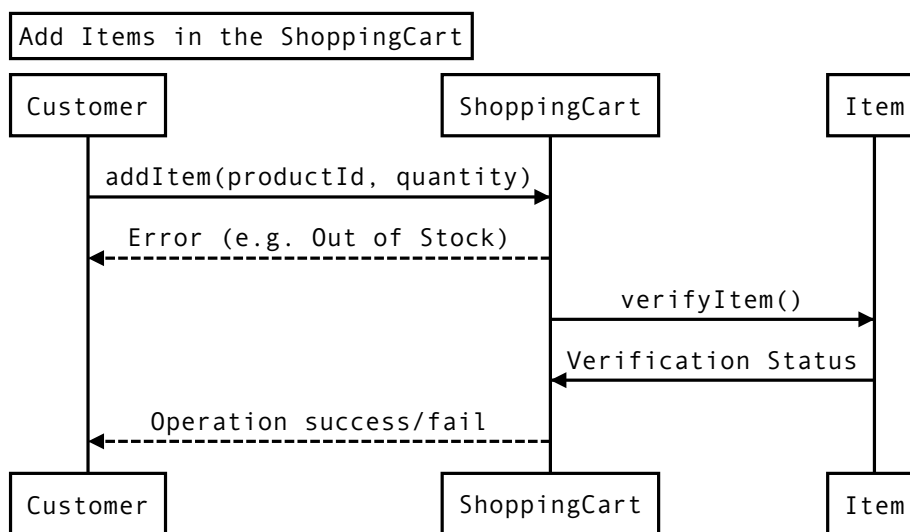 Add Items in the ShoppingCart
Customer
ShoppingCart
Item
addItem(productId, quantity)
Error (e.g. Out of Stock)
verifyItem()
Verification Status
Operation success/fail
Customer
ShoppingCart
Item